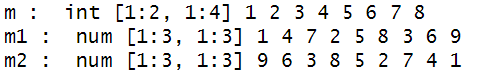 m :  int [1:2, 1:4] 1 2 3 4 5 6 7 8
m1 :  num [1:3, 1:3] 1 4 7 2 5 8 3 6 9
m2 :  num [1:3, 1:3] 9 6 3 8 5 2 7 4 1